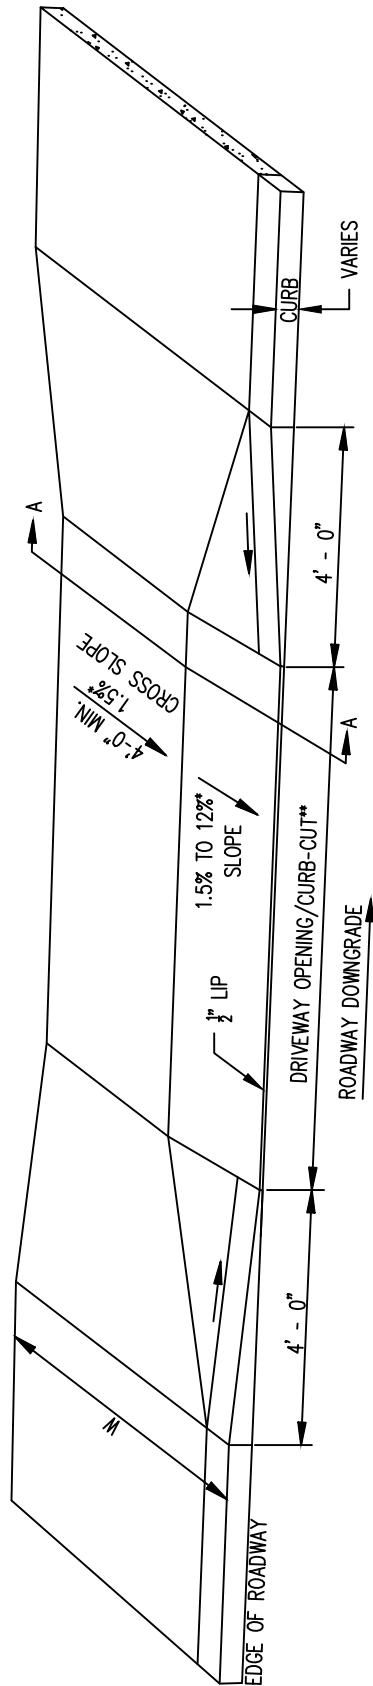 A
CURB
VARIES
4'-0" MIN.
1.5%*
CROSS SLOPE
4' - 0"
A
1.5% TO 12%*
SLOPE
½" LIP
DRIVEWAY OPENING/CURB-CUT**
ROADWAY DOWNGRADE
4' - 0"
W
EDGE OF ROADWAY